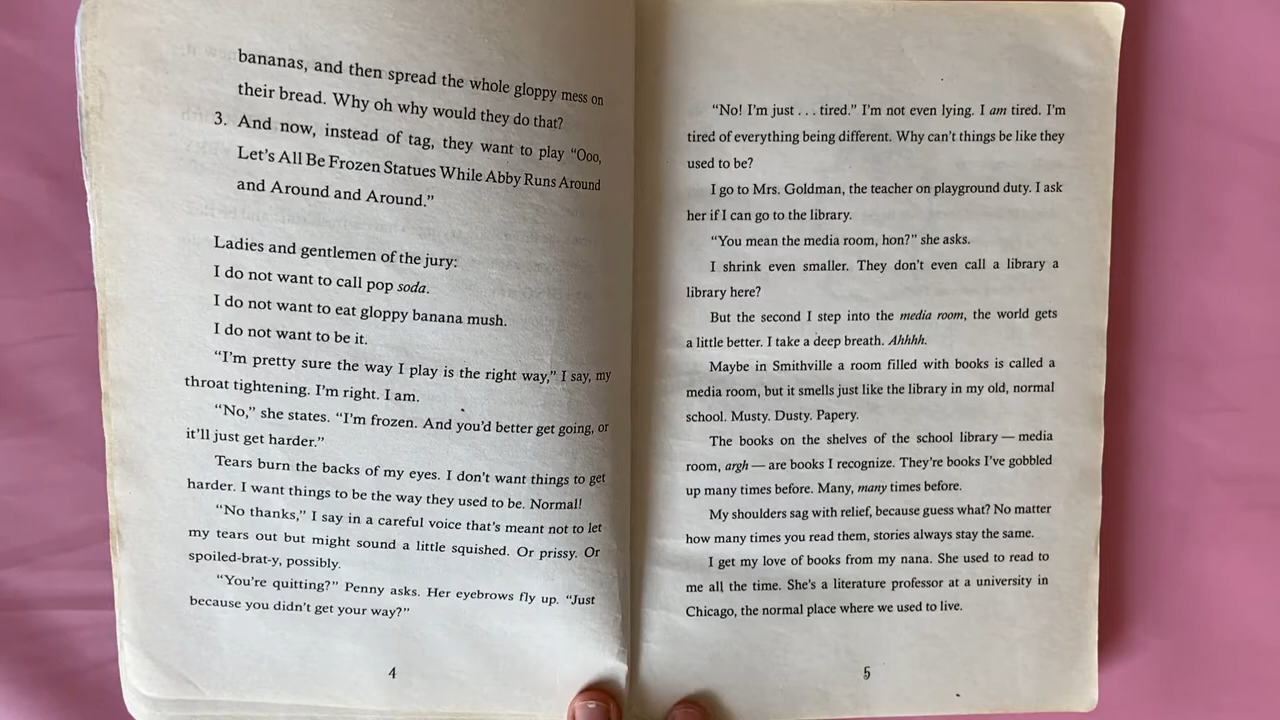 bananas, and then spread the whole gloppy mess on
their bread. Why oh why would they do that?
3. And now, instead of tag, they want to play “Ooo,
Let’s All Be Frozen Statues While Abby Runs Around
and Around and Around.”
Ladies and gentlemen of the jury:
I do not want to call pop soda.
I do not want to eat gloppy banana mush.
I do not want to be it.
“I’m pretty sure the way I play is the right way,” I say, my
throat tightening. I’m right. I am.
“No,” she states. “I’m frozen. And you’d better get going, or
it’ll just get harder.”
Tears burn the backs of my eyes. I don’t want things to get
harder. I want things to be the way they used to be. Normal!
“No thanks,” I say in a careful voice that’s meant not to let
my tears out but might sound a little squished. Or prissy. Or
spoiled-brat-y, possibly.
“You’re quitting?” Penny asks. Her eyebrows fly up. “Just
because you didn’t get your way?”
4
“No! I’m just . . . tired.” I’m not even lying. I am tired. I’m
tired of everything being different. Why can’t things be like they
used to be?
I go to Mrs. Goldman, the teacher on playground duty. I ask
her if I can go to the library.
“You mean the media room, hon?” she asks.
I shrink even smaller. They don’t even call a library a
library here?
But the second I step into the media room, the world gets
a little better. I take a deep breath. Ahhhh.
Maybe in Smithville a room filled with books is called a
media room, but it smells just like the library in my old, normal
school. Musty. Dusty. Papery.
The books on the shelves of the school library — media
room, argh — are books I recognize. They’re books I’ve gobbled
up many times before. Many, many times before.
My shoulders sag with relief, because guess what? No matter
how many times you read them, stories always stay the same.
I get my love of books from my nana. She used to read to
me all the time. She’s a literature professor at a university in
Chicago, the normal place where we used to live.
5